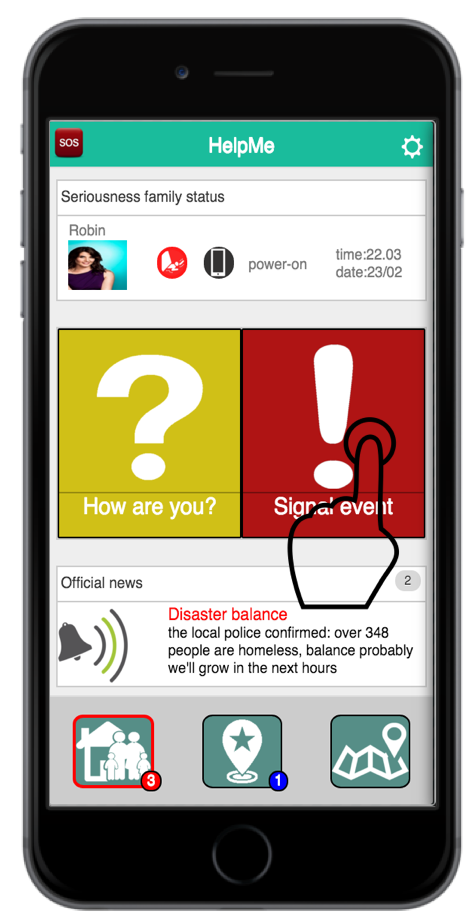 SOS
HelpMe
Seriousness family status
Robin
power-on
time:22.03
date:23/02
?
!
How are you?
Signal event
Official news
2
Disaster balance
the local police confirmed: over 348
people are homeless, balance probably
we'll grow in the next hours
3
1